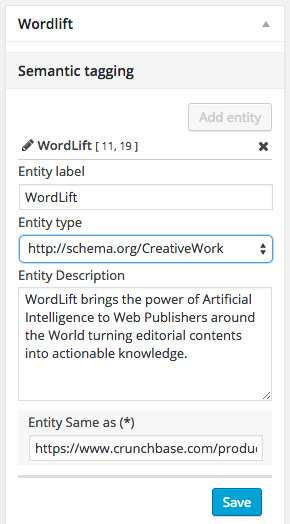 Wordlift
Semantic tagging
Add entity
WordLift [ 11, 19 ]
Entity label
WordLift
Entity type
http://schema.org/CreativeWork
Entity Description
WordLift brings the power of Artificial
Intelligence to Web Publishers around
the World turning editorial contents
into actionable knowledge.
Entity Same as (*)
https://www.crunchbase.com/produ
Save